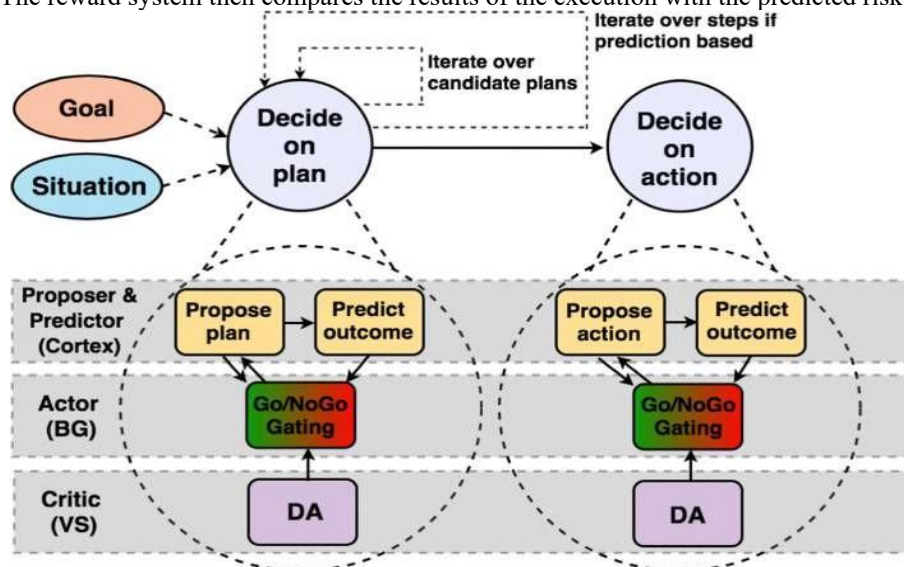 The reward system then compares the results of the execution with the predicted risk
Iterate over steps if
prediction based
Iterate over
candidate plans
Goal
Situation
Decide
on
plan
Decide
on
action
Proposer &
Predictor
(Cortex)
Propose
plan
Predict
outcome
Propose
action
Predict
outcome
Actor
(BG)
Go/NoGo
Gating
Go/NoGo
Gating
Critic
(VS)
DA
DA